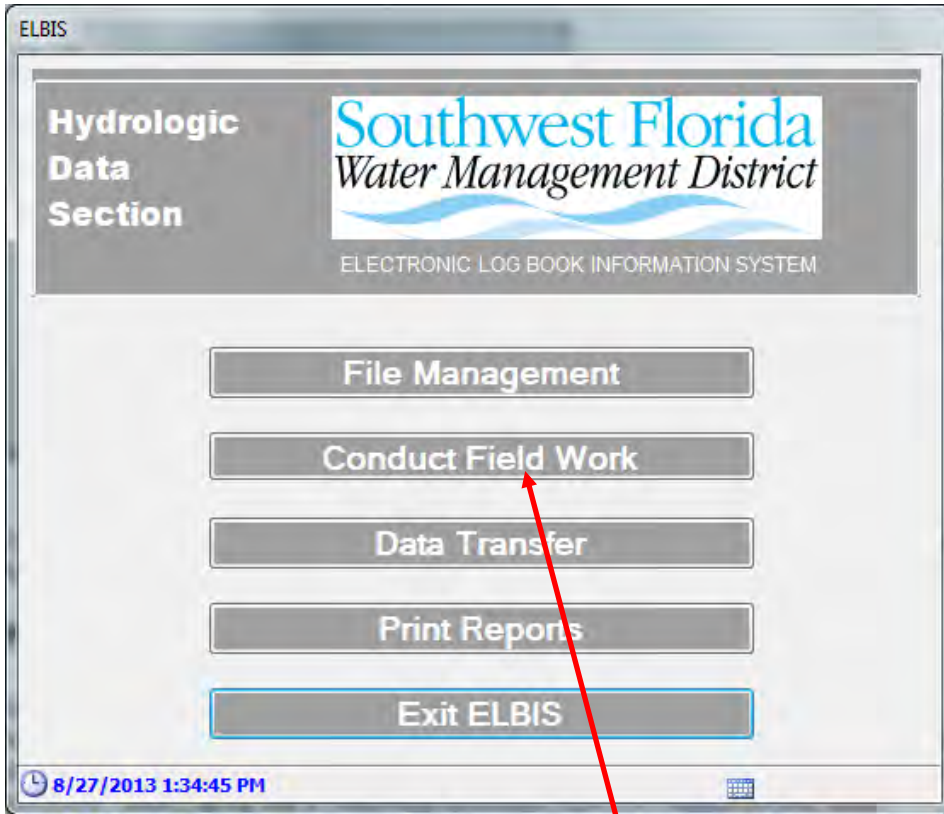 ELBIS
Hydrologic
Data
Section
Southwest Florida
Water Management District
ELECTRONIC LOG BOOK INFORMATION SYSTEM
File Management
Conduct Field Work
Data Transfer
Print Reports
Exit ELBIS
8/27/2013 1:34:45 PM